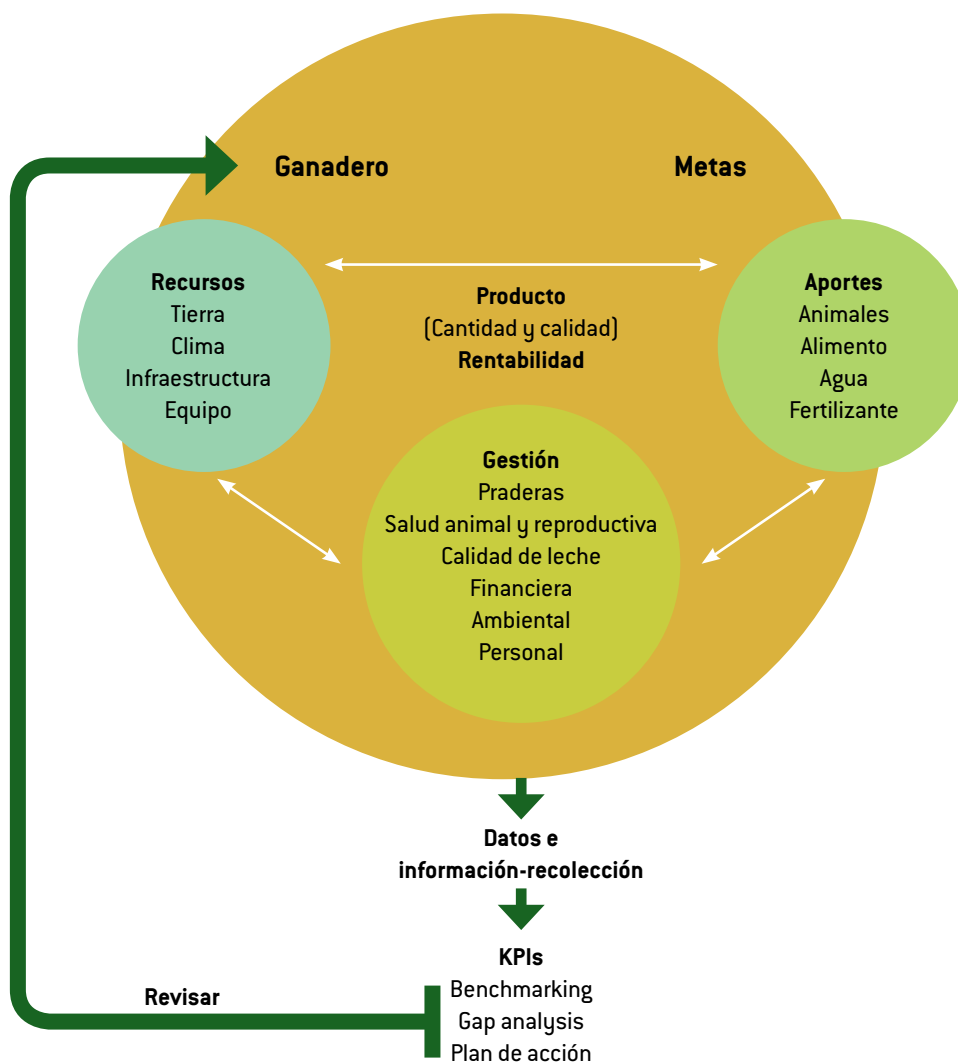 Ganadero
Metas
Recursos
Tierra
Clima
Infraestructura
Equipo
Producto
(Cantidad y calidad)
Rentabilidad
Aportes
Animales
Alimento
Agua
Fertilizante
Gestión
Praderas
Salud animal y reproductiva
Calidad de leche
Financiera
Ambiental
Personal
Datos e
información-recolección
KPIs
Benchmarking
Gap analysis
Plan de acción
Revisar